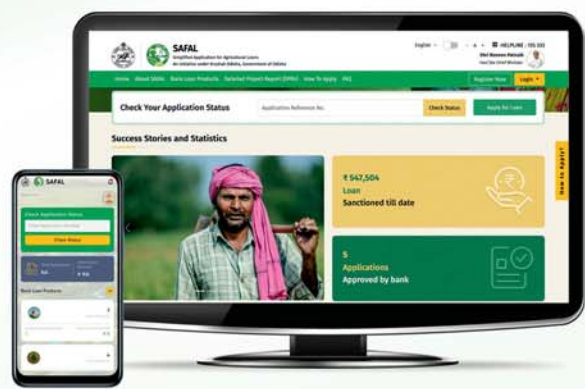 SAFAL
Simplified Application for Agricultural Loans
An initiative under Krushak Odisha, Government of Odisha
English
A
HELPLINE : 155 333
Shri Naveen Patnaik
Hon'ble Chief Minister
Home About SAFAL Bank Loan Products Detailed Project Report (DPRs) How To Apply FAQ
Register Now
Login
Check Your Application Status
Application Reference No.
Check Status
Apply for Loan
Success Stories and Statistics
₹ 547,504
Loan
Sanctioned till date
5
Applications
Approved by bank
How to Apply?
SAFAL
Check Application Status
Check Status
Bank Loan Products